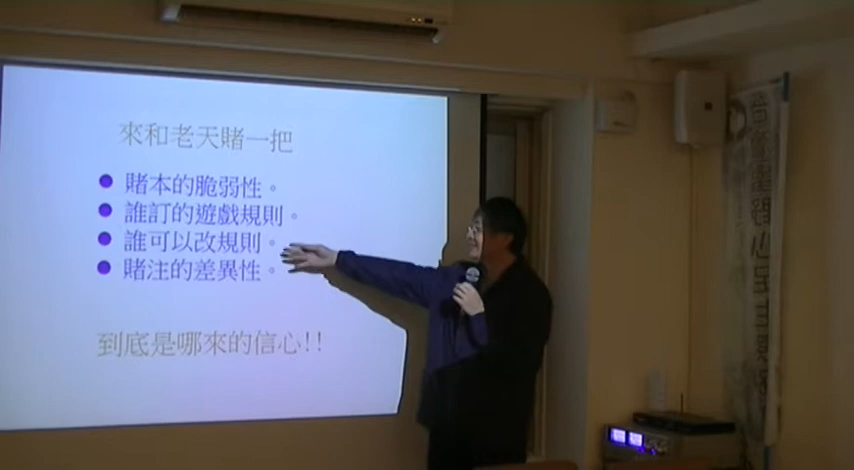 來和老天賭一把
賭本的脆弱性。
誰訂的遊戲規則。
誰可以改規則。
賭注的差異性。
到底是哪來的信心!!